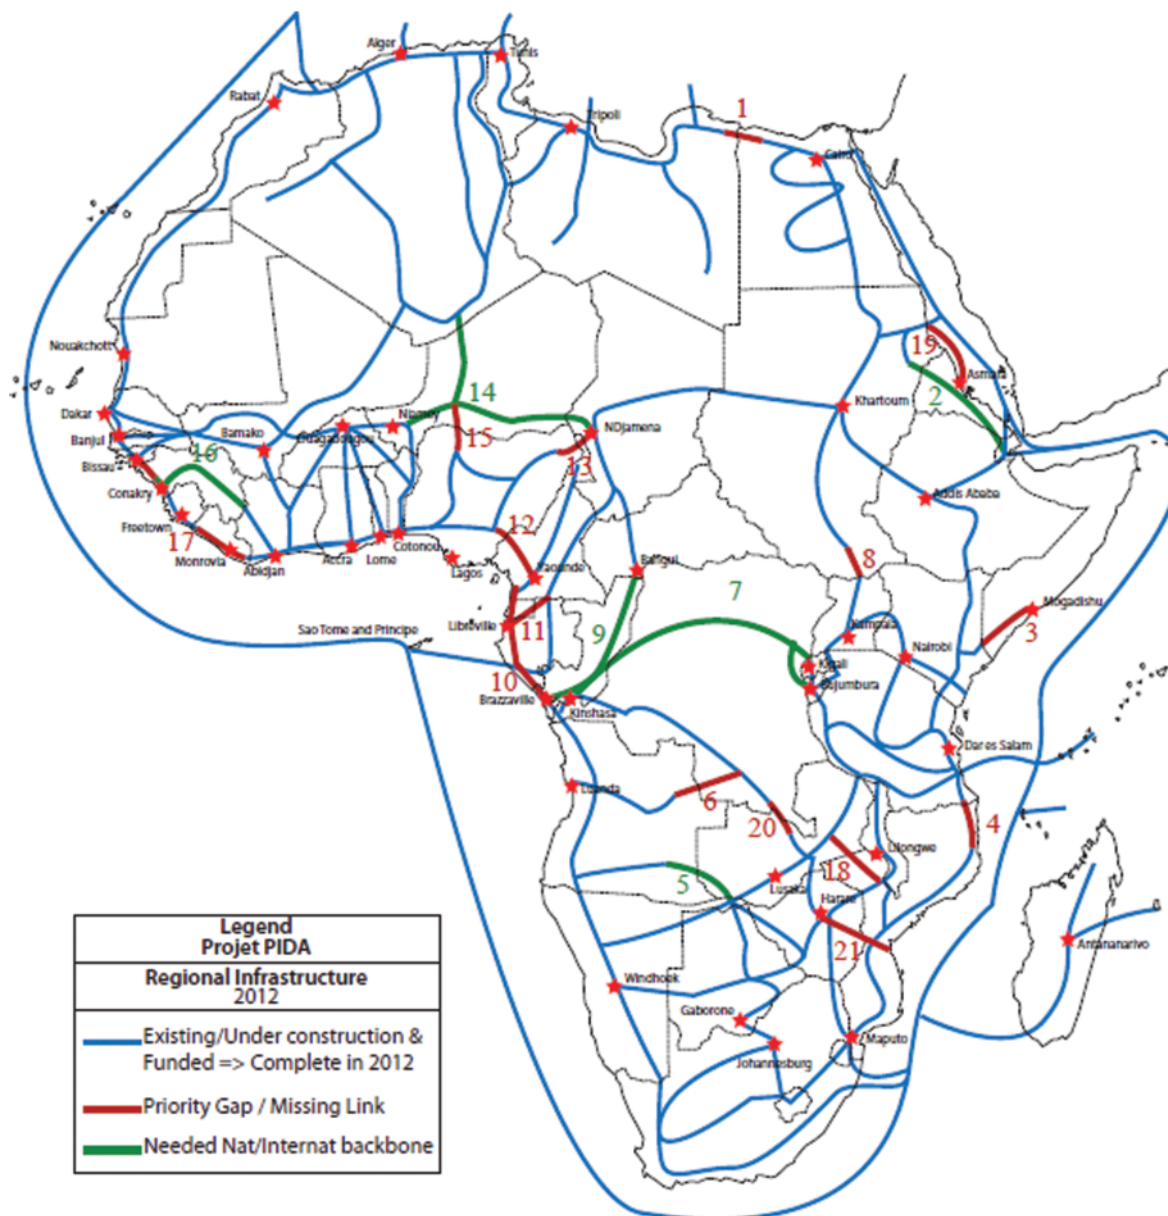 Alger
Tunis
Rabat
Tripoli
1
Cairo
Nouakchott
19
Asmara
2
14
Dakar
Niamey
Khartoum
Banjul
Bamako
Ouagadougou
NDjamena
15
Bissau
16
13
Conakry
Addis Abeba
Freetown
12
17
Monrovia
Abidjan
Accra
Lome
Cotonou
Lagos
Yaounde
Bangui
8
7
Mogadishu
Libreville
Sao Tome and Principe
11
9
Kampala
3
Nairobi
Kigali
10
Bujumbura
Brazzaville
Kinshasa
Dar es Salam
Luanda
6
20
4
Lilongwe
18
5
Lusaka
Harare
21
Antananarivo
Windhoek
Gaborone
Maputo
Johannesburg
Legend
Projet PIDA
Regional Infrastructure
2012
Existing/Under construction &
Funded => Complete in 2012
Priority Gap / Missing Link
Needed Nat/Internat backbone